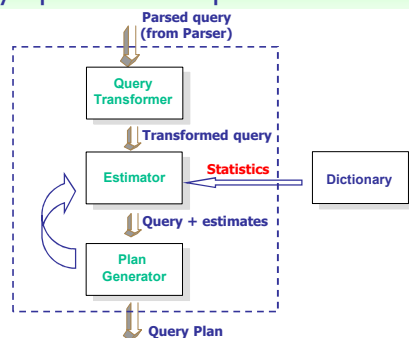 Parsed query
(from Parser)
Query
Transformer
Transformed query
Statistics
Estimator
Dictionary
Query + estimates
Plan
Generator
Query Plan